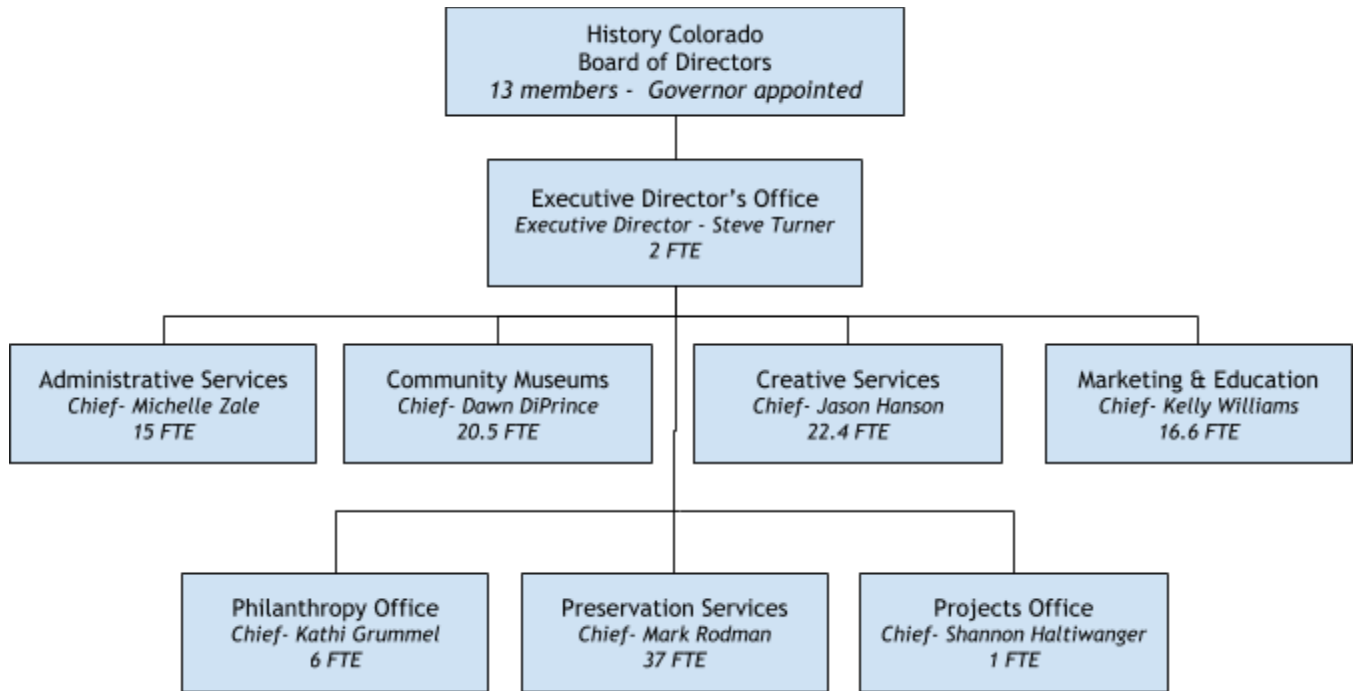 History Colorado
Board of Directors
13 members -  Governor appointed
Executive Director's Office
Executive Director - Steve Turner
2 FTE
Administrative Services
Chief- Michelle Zale
15 FTE
Community Museums
Chief- Dawn DiPrince
20.5 FTE
Creative Services
Chief- Jason Hanson
22.4 FTE
Marketing & Education
Chief- Kelly Williams
16.6 FTE
Philanthropy Office
Chief- Kathi Grummel
6 FTE
Preservation Services
Chief- Mark Rodman
37 FTE
Projects Office
Chief- Shannon Haltiwanger
1 FTE